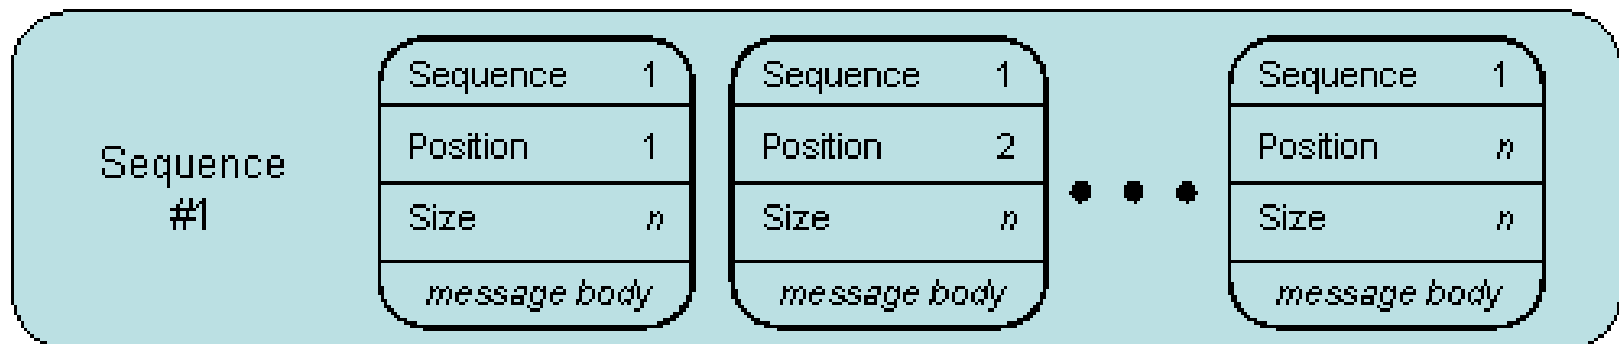 Sequence
#1
Sequence 1
Position 1
Size n
message body
Sequence 1
Position 2
Size n
message body
Sequence 1
Position n
Size n
message body